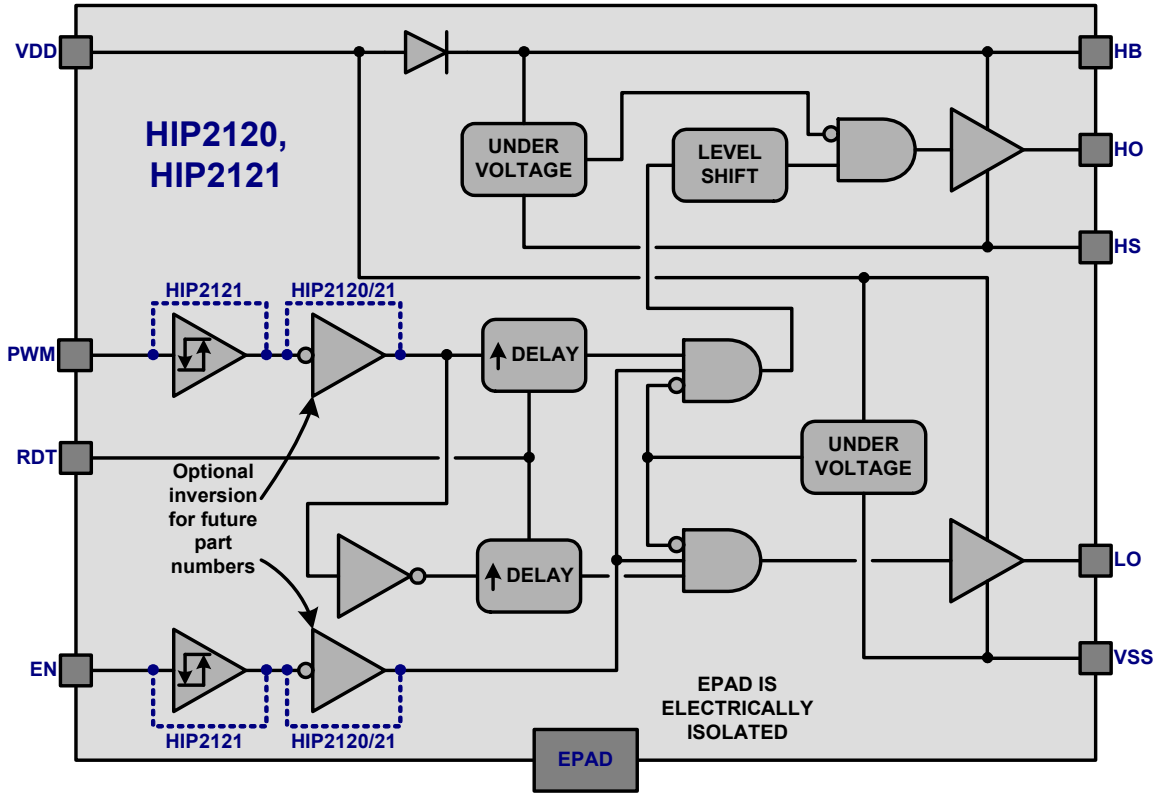 VDD
HB
HIP2120,
HIP2121
UNDER
VOLTAGE
LEVEL
SHIFT
HO
HS
HIP2121
HIP2120/21
PWM
DELAY
DELAY
RDT
Optional
inversion
for future
part
numbers
UNDER
VOLTAGE
LO
EN
VSS
HIP2121
HIP2120/21
EPAD IS
ELECTRICALLY
ISOLATED
EPAD